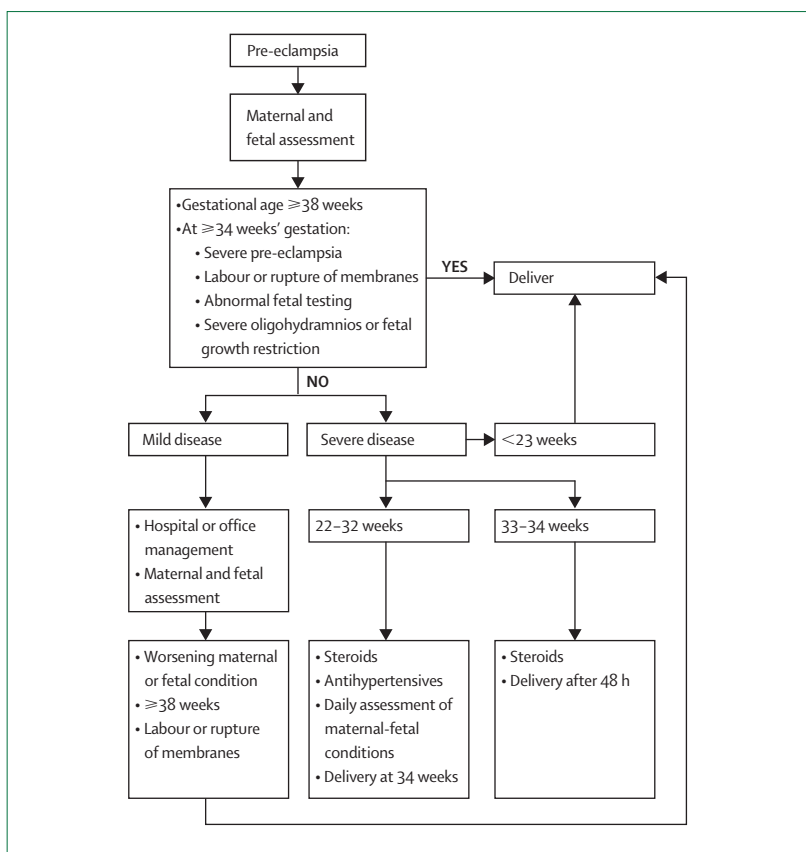 Pre-eclampsia
Maternal and
fetal assessment
•Gestational age ⩾38 weeks
•At ⩾34 weeks' gestation:
• Severe pre-eclampsia
• Labour or rupture of membranes
• Abnormal fetal testing
• Severe oligohydramnios or fetal
growth restriction
YES
Deliver
NO
Mild disease
Severe disease
<23 weeks
• Hospital or office
management
• Maternal and fetal
assessment
22–32 weeks
33–34 weeks
• Worsening maternal
or fetal condition
• ⩾38 weeks
• Labour or rupture
of membranes
• Steroids
• Antihypertensives
• Daily assessment of
maternal-fetal
conditions
• Delivery at 34 weeks
• Steroids
• Delivery after 48 h